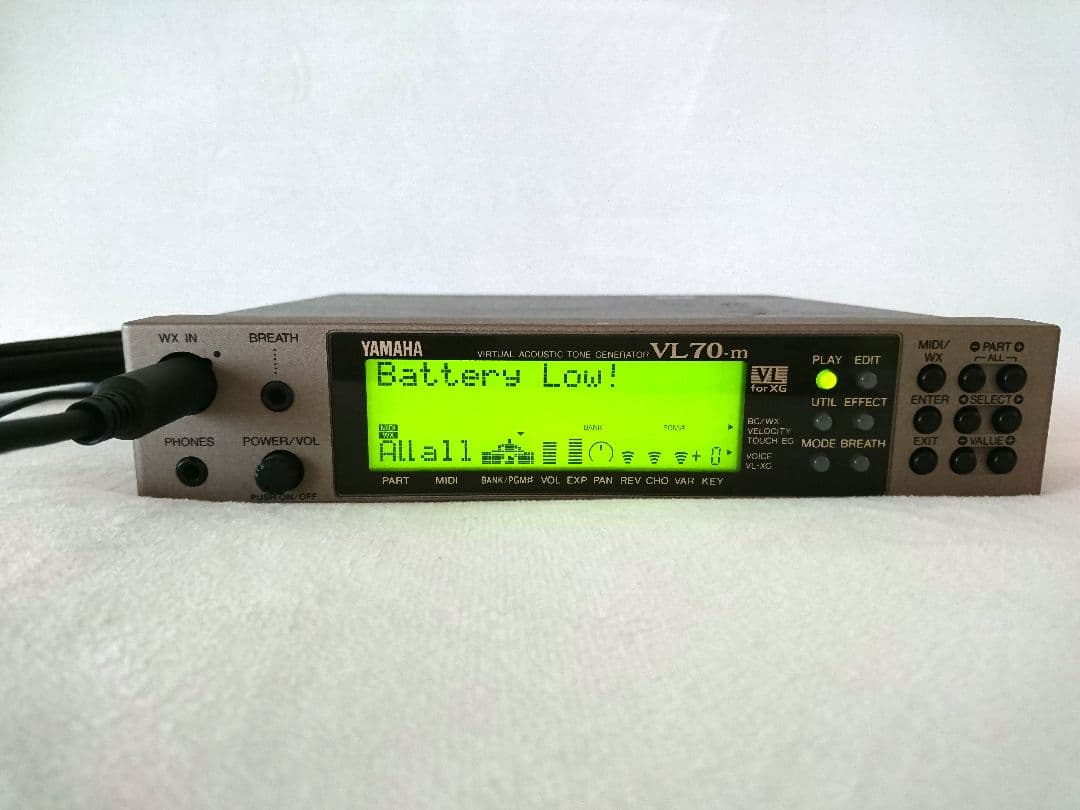 WX IN
BREATH
PHONES
POWER/VOL
PUSH ON/OFF
YAMAHA
VIRTUAL ACOUSTIC TONE GENERATOR VL70-m
Battery Low!
MIDI
WX
BANK
PGM#
Allall
+ 0
PART MIDI BANK/PGM# VOL EXP PAN REV CHO VAR KEY
VL
for XG
BC/WX
VELOCITY
TOUCH EG
VOICE
VL-XG
PLAY EDIT
UTIL EFFECT
MODE BREATH
MIDI/
WX
- PART +
ALL
ENTER
SELECT
EXIT
- VALUE +